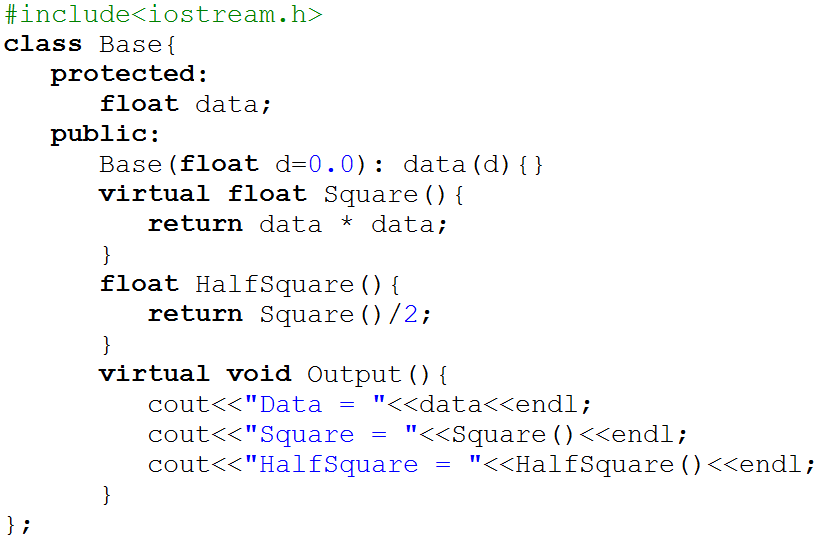 #include<iostream.h>
class Base{
   protected:
      float data;
   public:
      Base(float d=0.0): data(d){}
      virtual float Square(){
         return data * data;
      }
      float HalfSquare(){
         return Square()/2;
      }
      virtual void Output(){
         cout<<"Data = "<<data<<endl;
         cout<<"Square = "<<Square()<<endl;
         cout<<"HalfSquare = "<<HalfSquare()<<endl;
      }
};